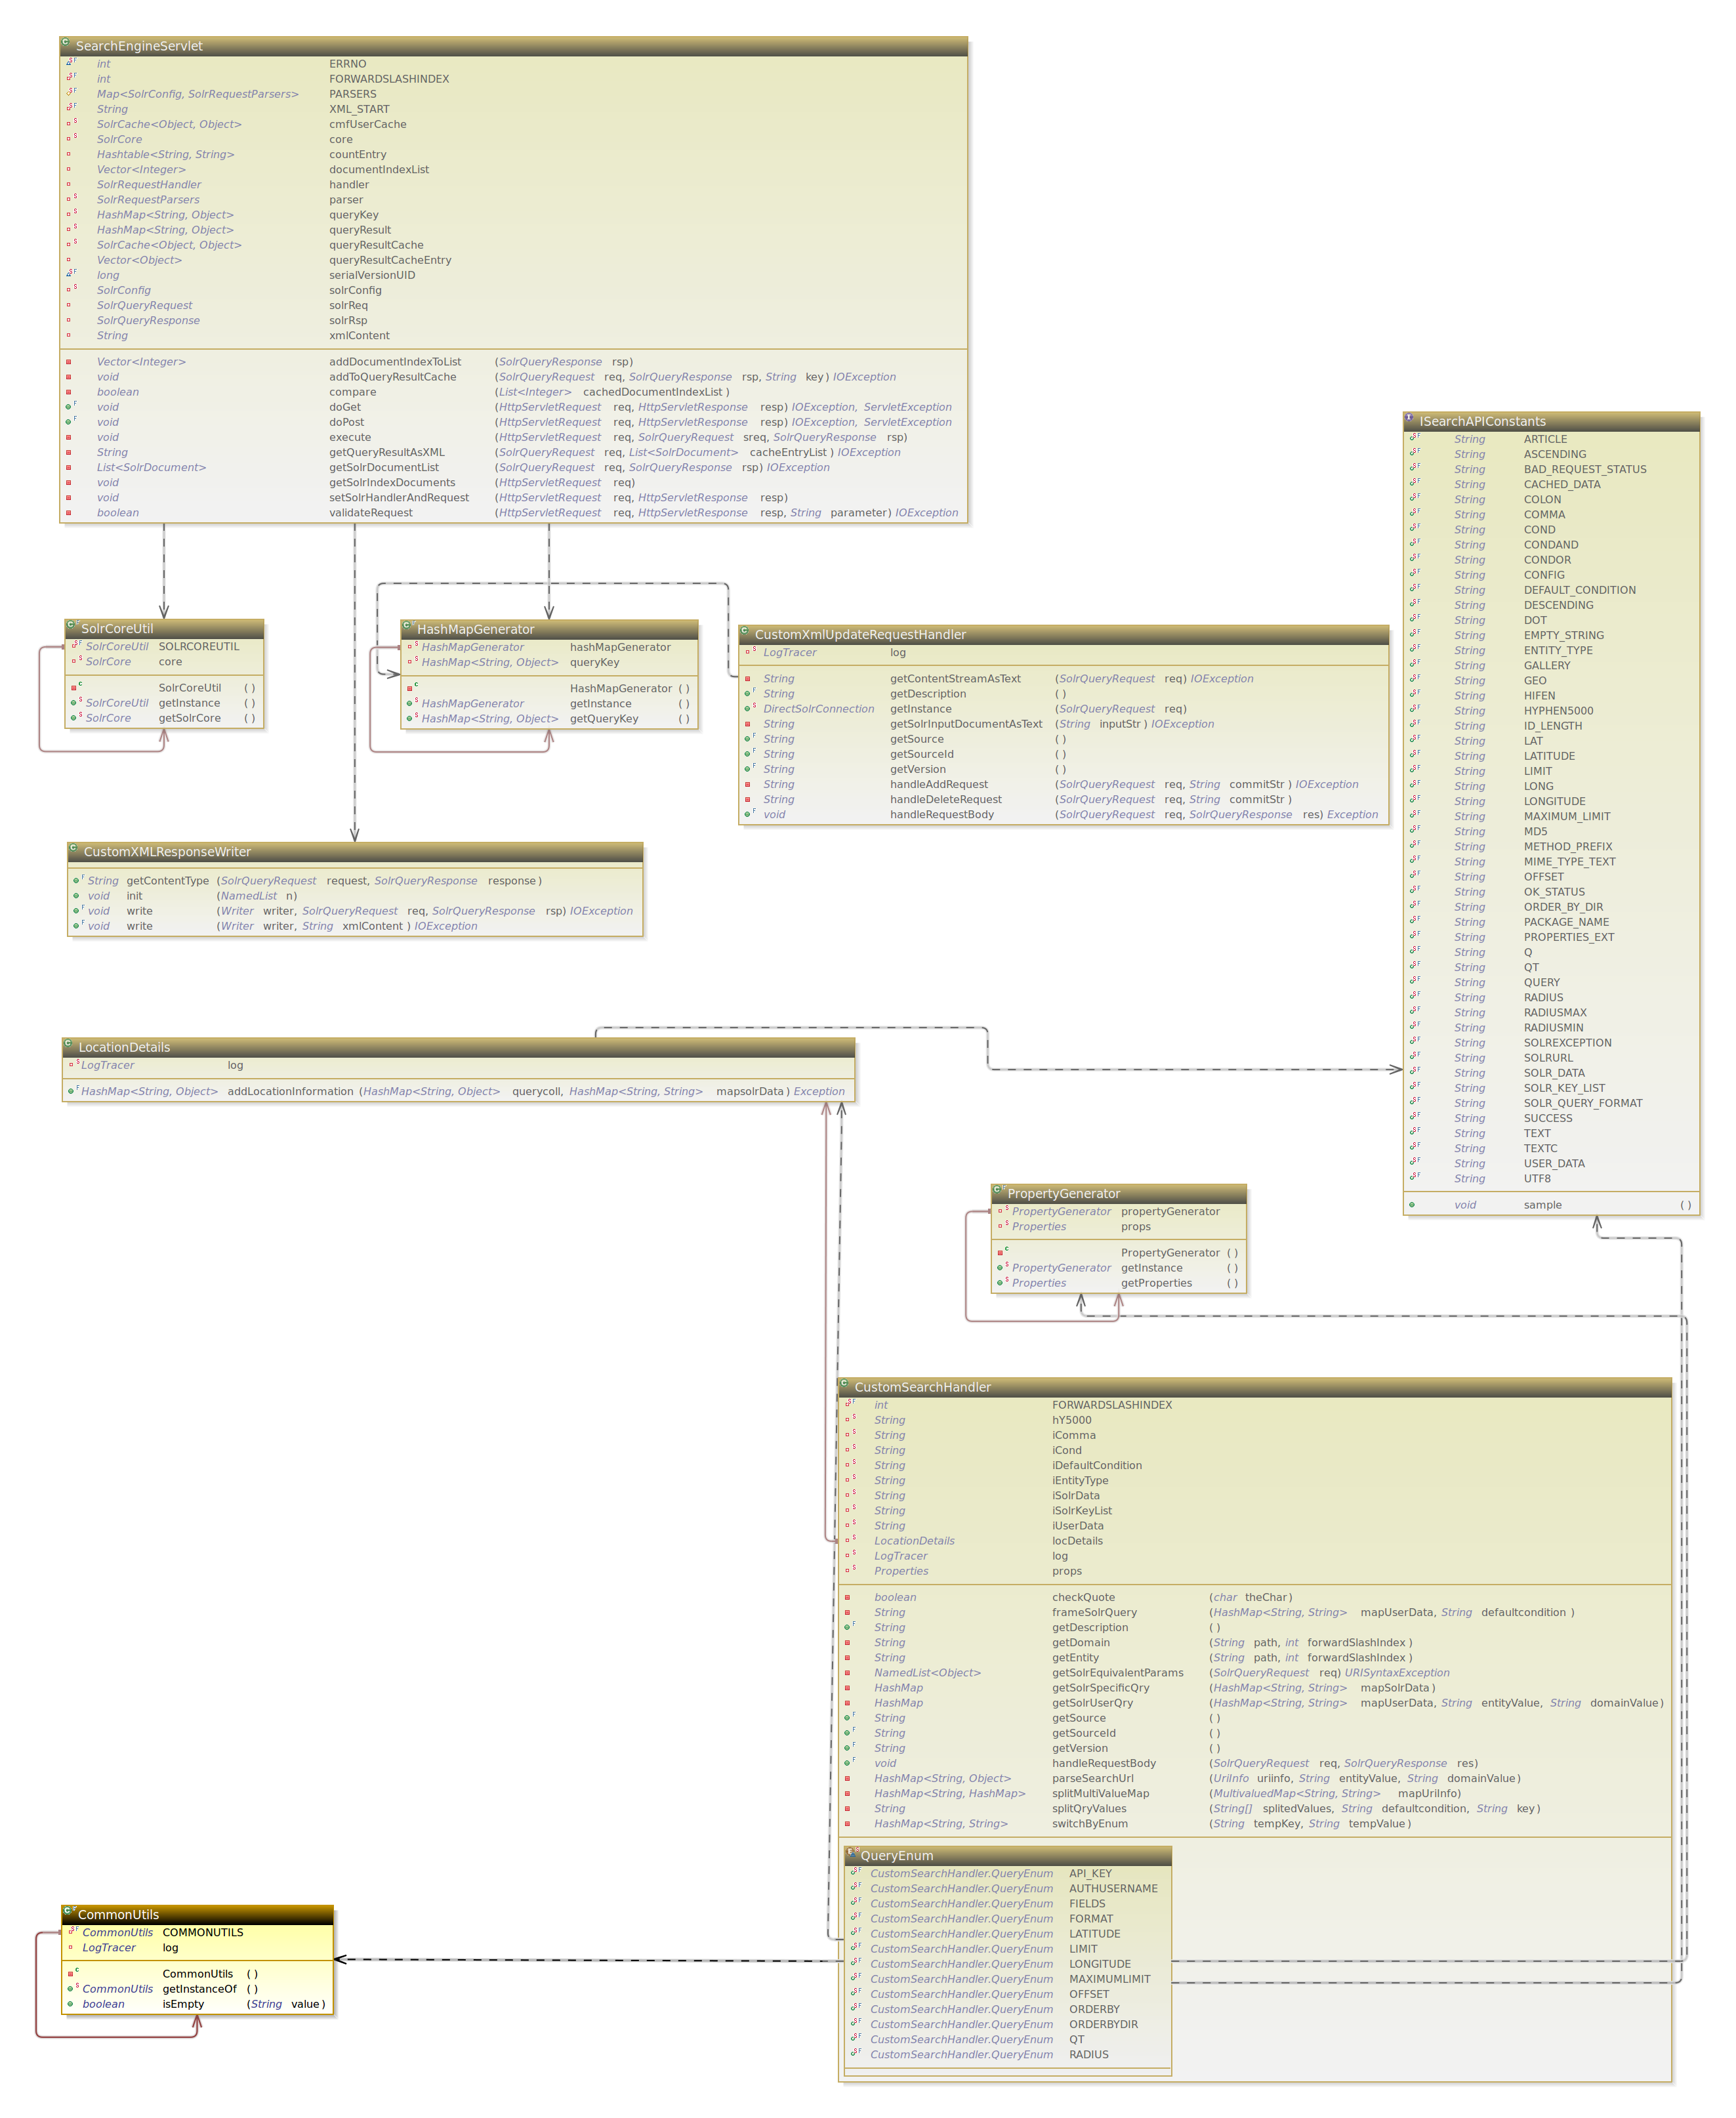 SearchEngineServlet
int ERRNO
int FORWARDSLASHINDEX
Map<SolrConfig, SolrRequestParsers> PARSERS
String XML_START
SolrCache<Object, Object> cmfUserCache
SolrCore core
Hashtable<String, String> countEntry
Vector<Integer> documentIndexList
SolrRequestHandler handler
SolrRequestParsers parser
HashMap<String, Object> queryKey
HashMap<String, Object> queryResult
SolrCache<Object, Object> queryResultCache
Vector<Object> queryResultCacheEntry
long serialVersionUID
SolrConfig solrConfig
SolrQueryRequest solrReq
SolrQueryResponse solrRsp
String xmlContent
Vector<Integer> addDocumentIndexToList (SolrQueryResponse rsp)
void addToQueryResultCache (SolrQueryRequest req, SolrQueryResponse rsp, String key) IOException
boolean compare (List<Integer> cachedDocumentIndexList)
void doGet (HttpServletRequest req, HttpServletResponse resp) IOException, ServletException
void doPost (HttpServletRequest req, HttpServletResponse resp) IOException, ServletException
void execute (HttpServletRequest req, SolrQueryRequest sreq, SolrQueryResponse rsp)
String getQueryResultAsXML (SolrQueryRequest req, List<SolrDocument> cacheEntryList) IOException
List<SolrDocument> getSolrDocumentList (SolrQueryRequest req, SolrQueryResponse rsp) IOException
void getSolrIndexDocuments (HttpServletRequest req)
void setSolrHandlerAndRequest (HttpServletRequest req, HttpServletResponse resp)
boolean validateRequest (HttpServletRequest req, HttpServletResponse resp, String parameter) IOException
ISearchAPIConstants
String ARTICLE
String ASCENDING
String BAD_REQUEST_STATUS
String CACHED_DATA
String COLON
String COMMA
String COND
String CONDAND
String CONDOR
String CONFIG
String DEFAULT_CONDITION
String DESCENDING
String DOT
String EMPTY_STRING
String ENTITY_TYPE
String GALLERY
String GEO
String HIFEN
String HYPHEN5000
String ID_LENGTH
String LAT
String LATITUDE
String LIMIT
String LONG
String LONGITUDE
String MAXIMUM_LIMIT
String MD5
String METHOD_PREFIX
String MIME_TYPE_TEXT
String OFFSET
String OK_STATUS
String ORDER_BY_DIR
String PACKAGE_NAME
String PROPERTIES_EXT
String Q
String QT
String QUERY
String RADIUS
String RADIUSMAX
String RADIUSMIN
String SOLREXCEPTION
String SOLRURL
String SOLR_DATA
String SOLR_KEY_LIST
String SOLR_QUERY_FORMAT
String SUCCESS
String TEXT
String TEXTC
String USER_DATA
String UTF8
void sample ( )
SolrCoreUtil
SolrCoreUtil SOLRCOREUTIL
SolrCore core
SolrCoreUtil ( )
SolrCoreUtil getInstance ( )
SolrCore getSolrCore ( )
HashMapGenerator
HashMapGenerator hashMapGenerator
HashMap<String, Object> queryKey
HashMapGenerator ( )
HashMapGenerator getInstance ( )
HashMap<String, Object> getQueryKey ( )
CustomXmlUpdateRequestHandler
LogTracer log
String getContentStreamAsText (SolrQueryRequest req) IOException
String getDescription ( )
DirectSolrConnection getInstance (SolrQueryRequest req)
String getSolrInputDocumentAsText (String inputStr) IOException
String getSource ( )
String getSourceId ( )
String getVersion ( )
String handleAddRequest (SolrQueryRequest req, String commitStr) IOException
String handleDeleteRequest (SolrQueryRequest req, String commitStr)
void handleRequestBody (SolrQueryRequest req, SolrQueryResponse res) Exception
CustomXMLResponseWriter
String getContentType (SolrQueryRequest request, SolrQueryResponse response)
void init (NamedList n)
void write (Writer writer, SolrQueryRequest req, SolrQueryResponse rsp) IOException
void write (Writer writer, String xmlContent) IOException
LocationDetails
LogTracer log
HashMap<String, Object> addLocationInformation (HashMap<String, Object> querycoll, HashMap<String, String> mapsolrData) Exception
PropertyGenerator
PropertyGenerator propertyGenerator
Properties props
PropertyGenerator ( )
PropertyGenerator getInstance ( )
Properties getProperties ( )
CustomSearchHandler
int FORWARDSLASHINDEX
String hY5000
String iComma
String iCond
String iDefaultCondition
String iEntityType
String iSolrData
String iSolrKeyList
String iUserData
LocationDetails locDetails
LogTracer log
Properties props
boolean checkQuote (char theChar)
String frameSolrQuery (HashMap<String, String> mapUserData, String defaultcondition)
String getDescription ( )
String getDomain (String path, int forwardSlashIndex)
String getEntity (String path, int forwardSlashIndex)
NamedList<Object> getSolrEquivalentParams (SolrQueryRequest req) URISyntaxException
HashMap getSolrSpecificQry (HashMap<String, String> mapSolrData)
HashMap getSolrUserQry (HashMap<String, String> mapUserData, String entityValue, String domainValue)
String getSource ( )
String getSourceId ( )
String getVersion ( )
void handleRequestBody (SolrQueryRequest req, SolrQueryResponse res)
HashMap<String, Object> parseSearchUrl (UriInfo uriinfo, String entityValue, String domainValue)
HashMap<String, HashMap> splitMultiValueMap (MultivaluedMap<String, String> mapUriInfo)
String splitQryValues (String[] splitedValues, String defaultcondition, String key)
HashMap<String, String> switchByEnum (String tempKey, String tempValue)
QueryEnum
CustomSearchHandler.QueryEnum API_KEY
CustomSearchHandler.QueryEnum AUTHUSERNAME
CustomSearchHandler.QueryEnum FIELDS
CustomSearchHandler.QueryEnum FORMAT
CustomSearchHandler.QueryEnum LATITUDE
CustomSearchHandler.QueryEnum LIMIT
CustomSearchHandler.QueryEnum LONGITUDE
CustomSearchHandler.QueryEnum MAXIMUMLIMIT
CustomSearchHandler.QueryEnum OFFSET
CustomSearchHandler.QueryEnum ORDERBY
CustomSearchHandler.QueryEnum ORDERBYDIR
CustomSearchHandler.QueryEnum QT
CustomSearchHandler.QueryEnum RADIUS
CommonUtils
CommonUtils COMMONUTILS
LogTracer log
CommonUtils ( )
CommonUtils getInstanceOf ( )
boolean isEmpty (String value)